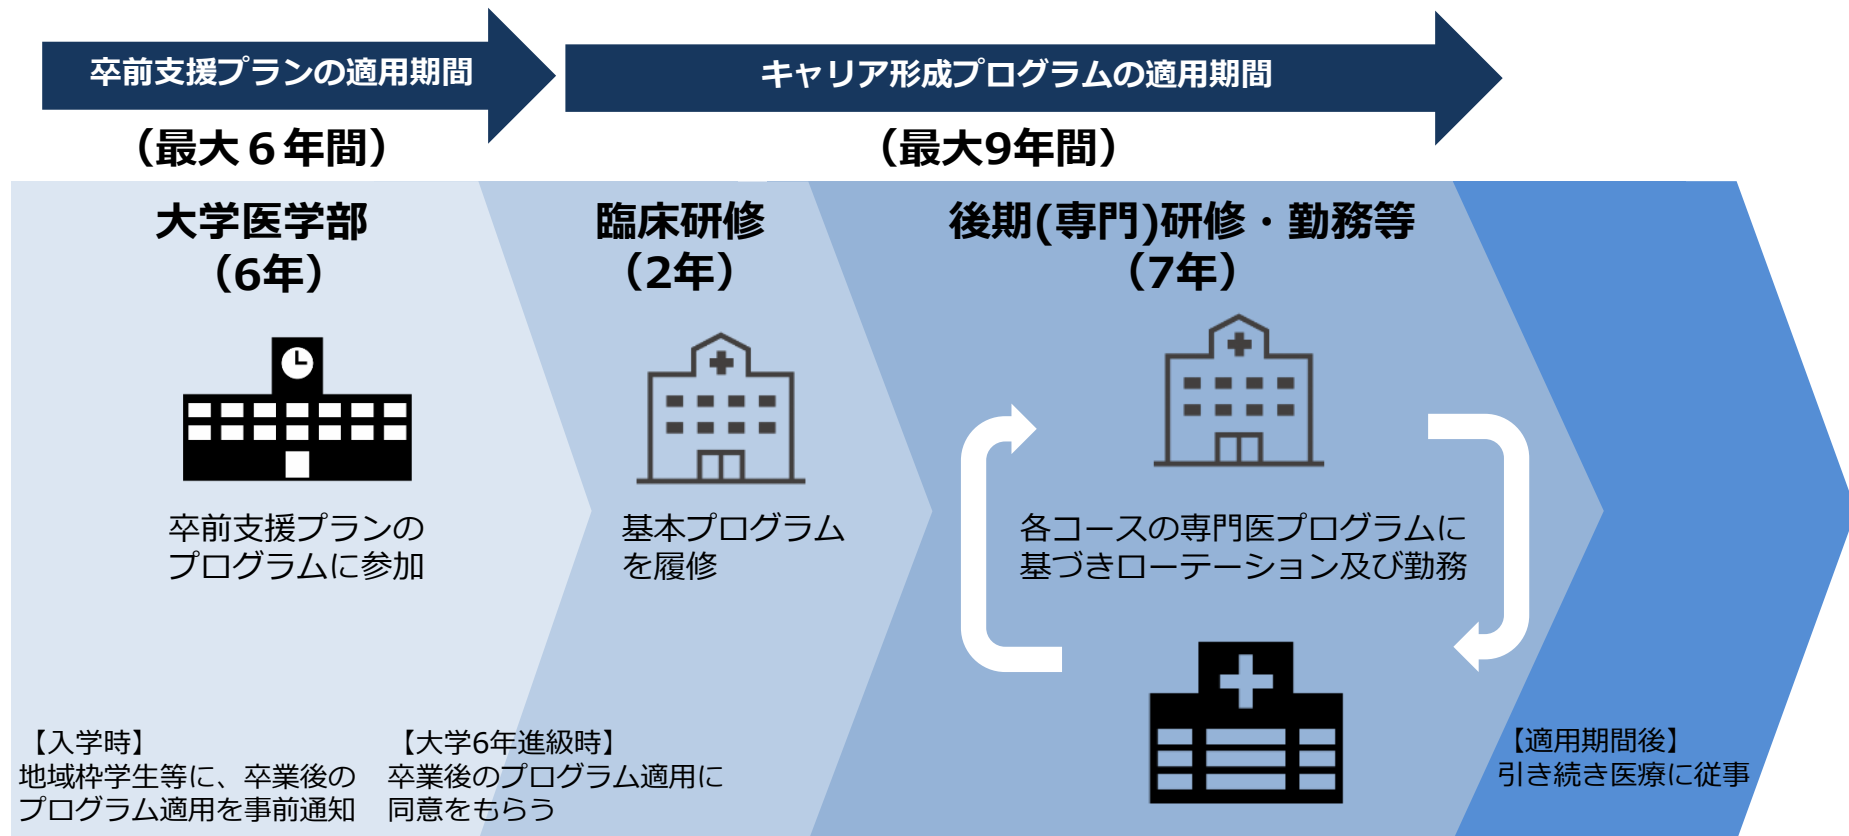 卒前支援プランの適用期間
キャリア形成プログラムの適用期間
（最大６年間）
（最大9年間）
大学医学部
（6年）
臨床研修
（2年）
後期(専門)研修・勤務等
（7年）
卒前支援プランの
プログラムに参加
基本プログラム
を履修
各コースの専門医プログラムに
基づきローテーション及び勤務
【入学時】
地域枠学生等に、卒業後の
プログラム適用を事前通知
【大学6年進級時】
卒業後のプログラム適用に
同意をもらう
【適用期間後】
引き続き医療に従事